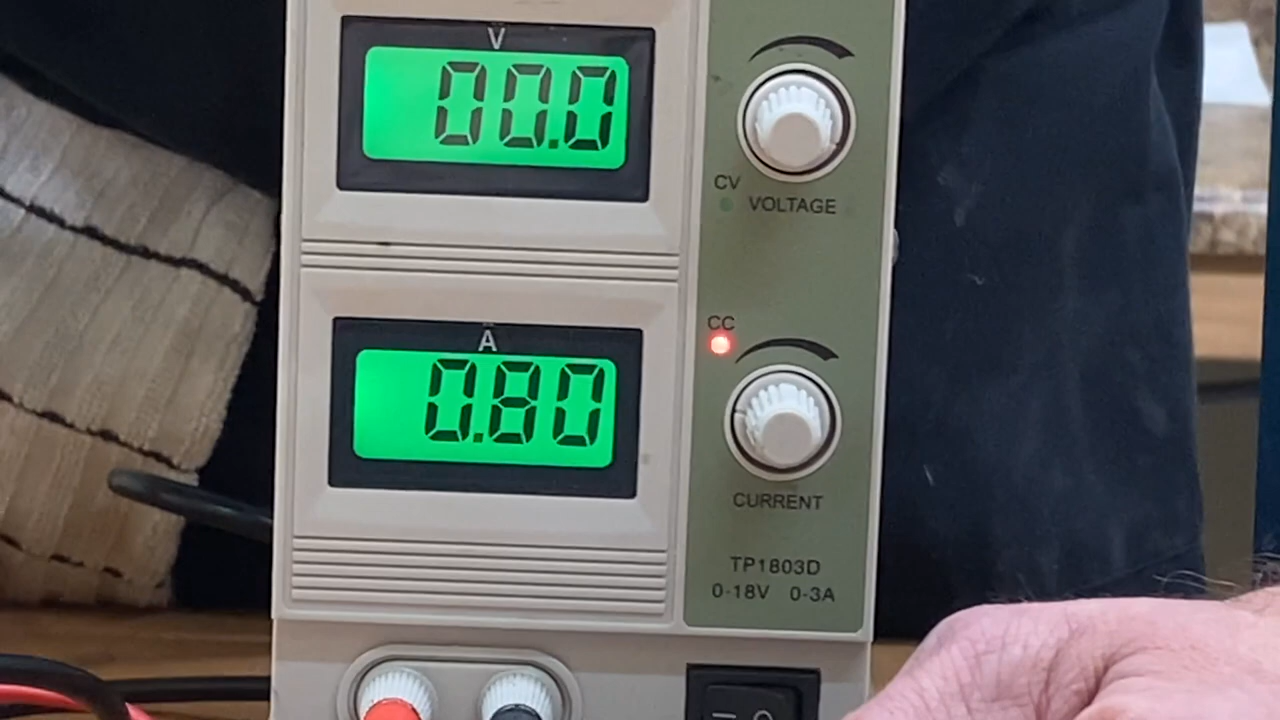 V
00.0
CV
VOLTAGE
CC
A
0.80
CURRENT
TP1803D
0-18V 0-3A